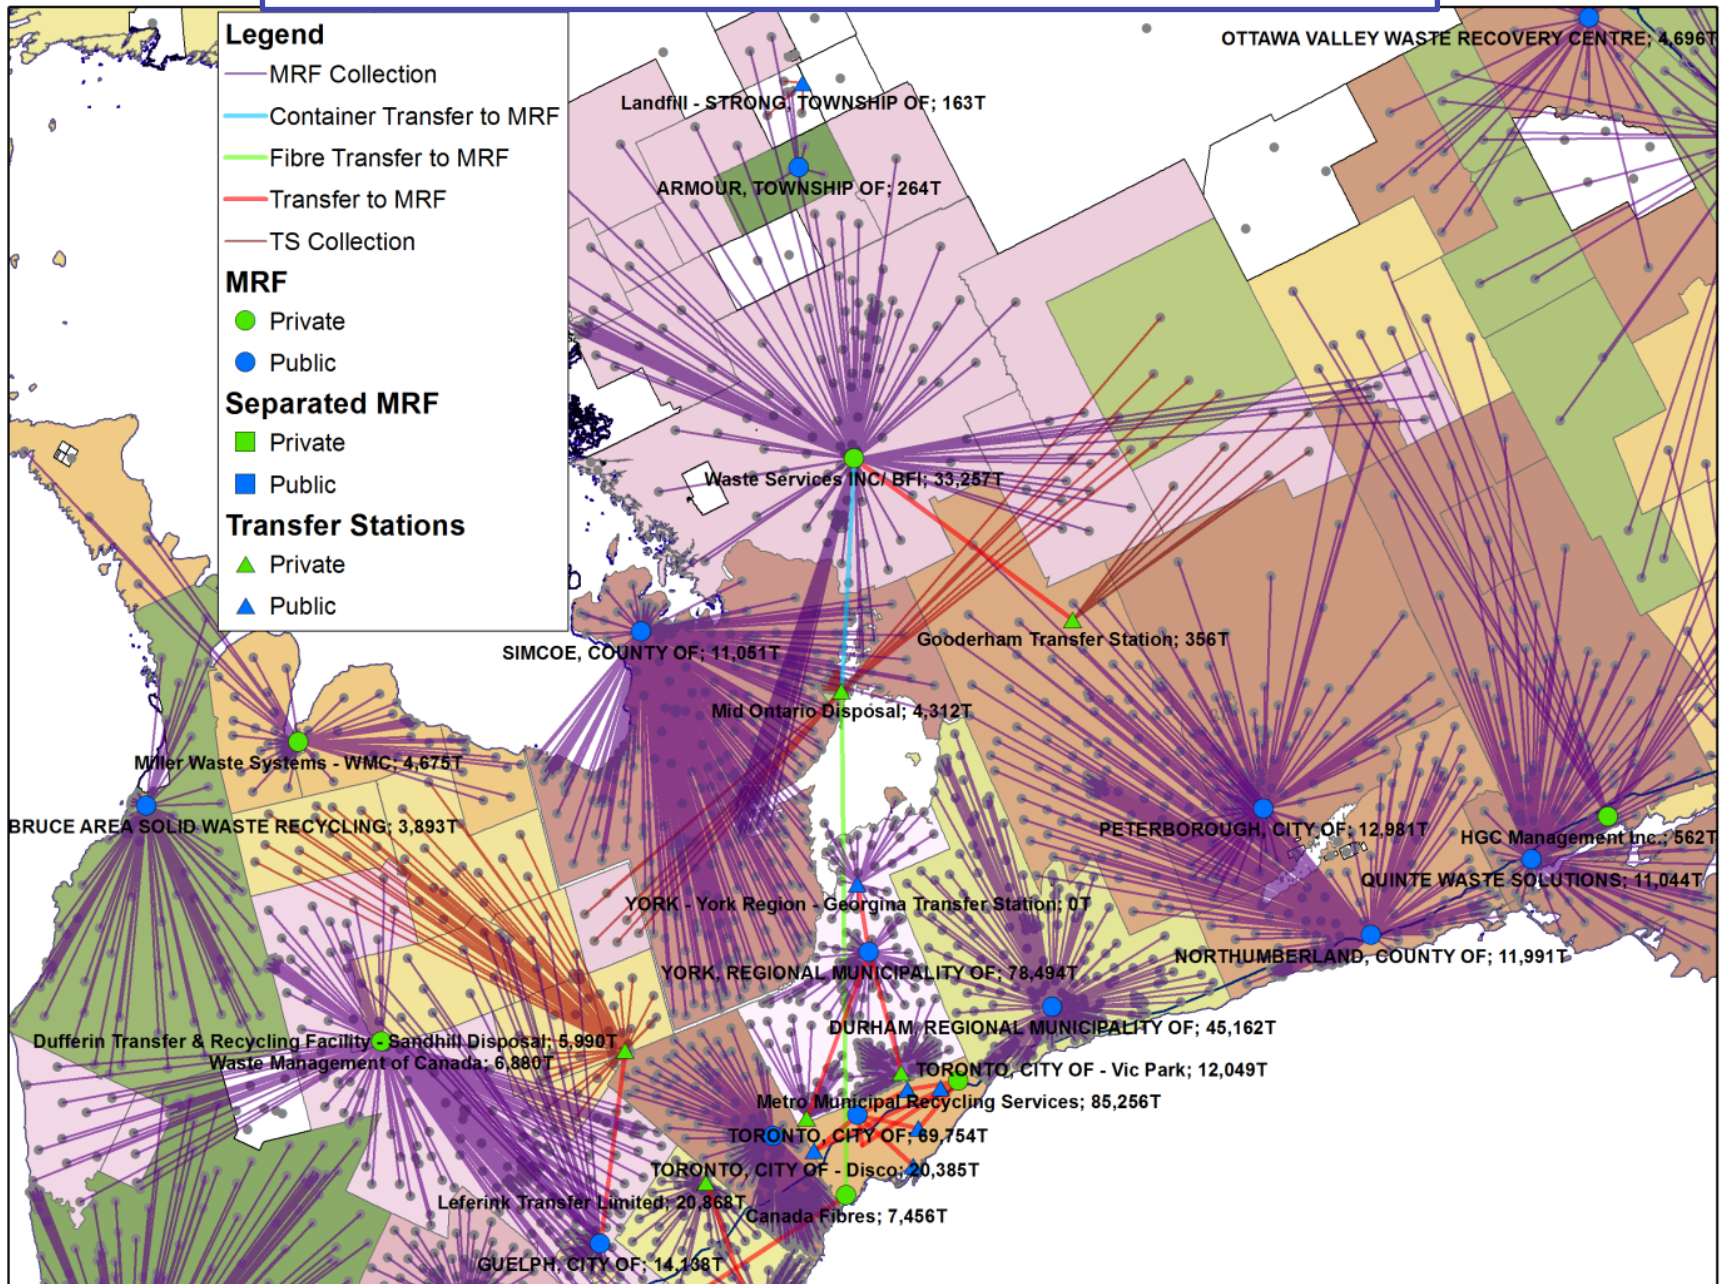 Legend
MRF Collection
Container Transfer to MRF
Fibre Transfer to MRF
Transfer to MRF
TS Collection
MRF
Private
Public
Separated MRF
Private
Public
Transfer Stations
Private
Public
OTTAWA VALLEY WASTE RECOVERY CENTRE; 4,696T
Landfill - STRONG, TOWNSHIP OF; 163T
ARMOUR, TOWNSHIP OF; 264T
Waste Services INC/ BFI; 33,257T
Gooderham Transfer Station; 356T
SIMCOE, COUNTY OF; 11,051T
Mid Ontario Disposal; 4,312T
Miller Waste Systems - WMC; 4,675T
BRUCE AREA SOLID WASTE RECYCLING; 3,893T
PETERBOROUGH, CITY OF; 12,981T
HGC Management Inc.; 562T
QUINTE WASTE SOLUTIONS; 11,044T
YORK - York Region - Georgina Transfer Station; 0T
NORTHUMBERLAND, COUNTY OF; 11,991T
YORK, REGIONAL MUNICIPALITY OF; 78,494T
DURHAM, REGIONAL MUNICIPALITY OF; 45,162T
Dufferin Transfer & Recycling Facility - Sandhill Disposal; 5,990T
Waste Management of Canada; 6,880T
TORONTO, CITY OF - Vic Park; 12,049T
Metro Municipal Recycling Services; 85,256T
TORONTO, CITY OF; 69,754T
TORONTO, CITY OF - Disco; 20,385T
Leferink Transfer Limited; 20,868T
Canada Fibres; 7,456T
GUELPH, CITY OF; 14,138T